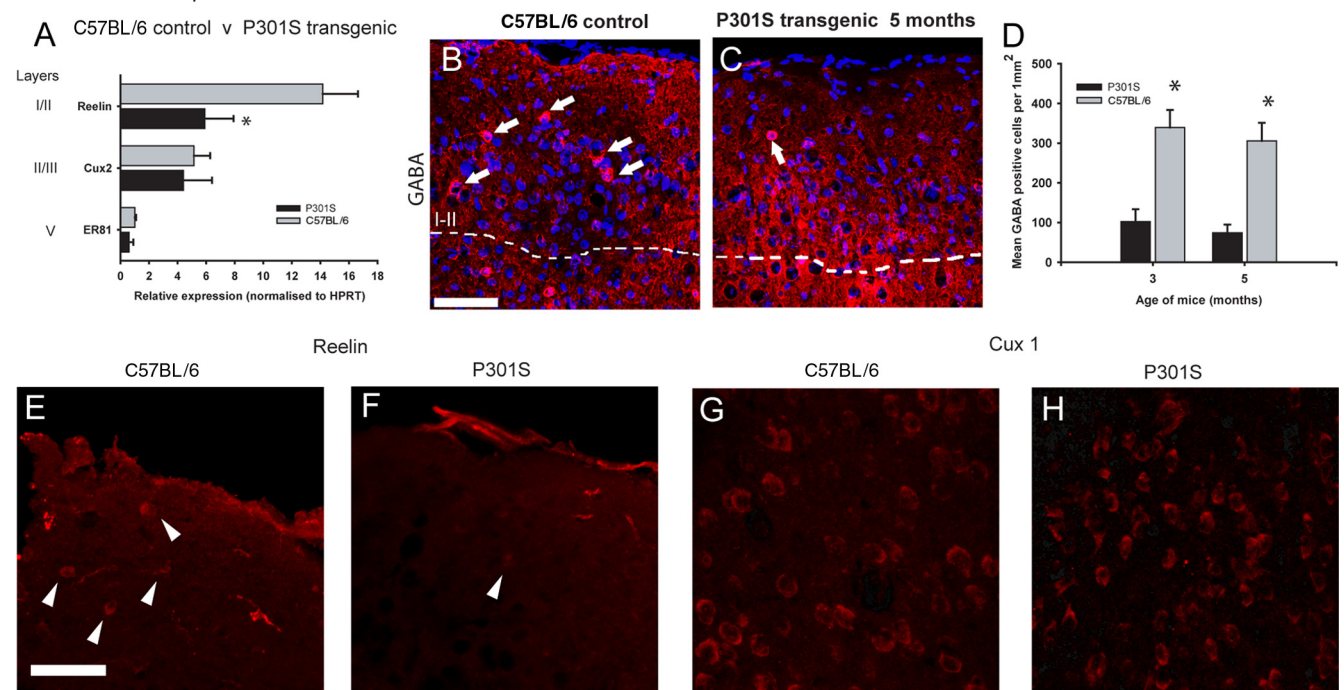 A
C57BL/6 control v P301S transgenic
Layers
I/II
Reelin
*
II/III
Cux2
V
ER81
P301S
C57BL/6
0 2 4 6 8 10 12 14 16 18
Relative expression (normalised to HPRT)
C57BL/6 control
B
GABA
I-II
P301S transgenic 5 months
C
D
Mean GABA positive cells per 1mm2
500
400
300
200
100
0
P301S
C57BL/6
*
*
3 5
Age of mice (months)
Reelin
C57BL/6
E
P301S
F
Cux 1
C57BL/6
G
P301S
H